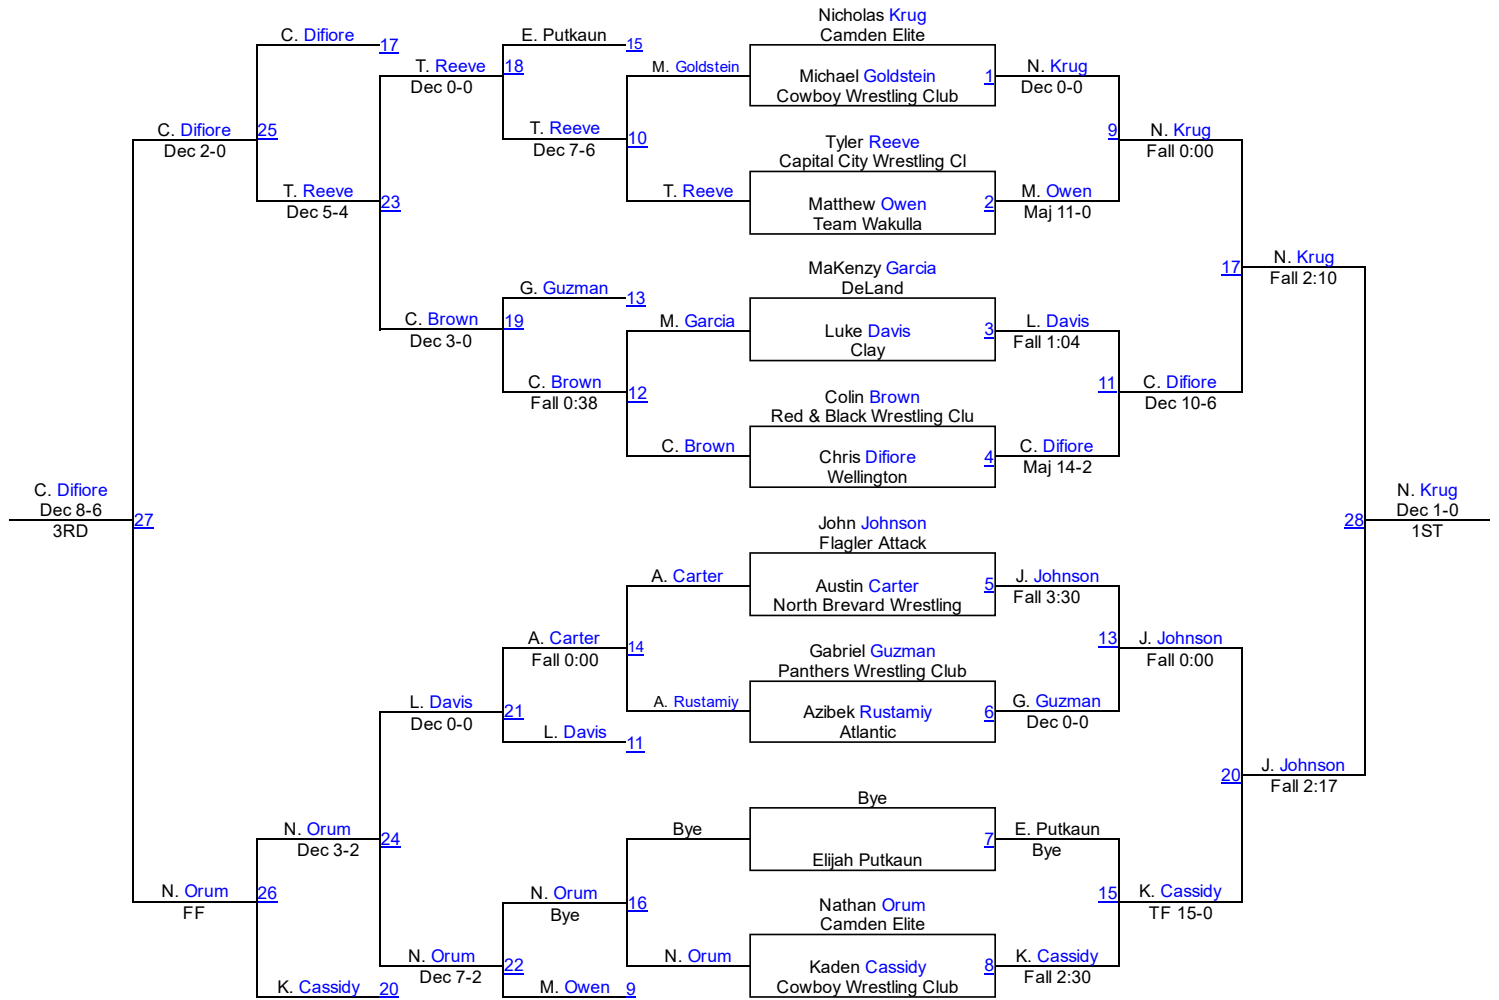 Nicholas Krug
Camden Elite
C. Difiore
17
E. Putkaun
15
T. Reeve
18
Dec 0-0
M. Goldstein
Michael Goldstein
1
Cowboy Wrestling Club
N. Krug
Dec 0-0
C. Difiore
25
Dec 2-0
T. Reeve
10
Dec 7-6
Tyler Reeve
Capital City Wrestling Cl
9
N. Krug
Fall 0:00
T. Reeve
23
Dec 5-4
T. Reeve
Matthew Owen
2
Team Wakulla
M. Owen
Maj 11-0
MaKenzy Garcia
DeLand
17
N. Krug
Fall 2:10
G. Guzman
13
C. Brown
19
Dec 3-0
M. Garcia
Luke Davis
3
Clay
L. Davis
Fall 1:04
C. Brown
12
Fall 0:38
Colin Brown
Red & Black Wrestling Clu
11
C. Difiore
Dec 10-6
C. Brown
Chris Difiore
4
Wellington
C. Difiore
Maj 14-2
C. Difiore
Dec 8-6
27
3RD
John Johnson
Flagler Attack
N. Krug
Dec 1-0
28
1ST
A. Carter
Austin Carter
5
North Brevard Wrestling
J. Johnson
Fall 3:30
A. Carter
14
Fall 0:00
Gabriel Guzman
Panthers Wrestling Club
13
J. Johnson
Fall 0:00
L. Davis
21
Dec 0-0
L. Davis
11
A. Rustamiy
Azibek Rustamiy
6
Atlantic
G. Guzman
Dec 0-0
20
J. Johnson
Fall 2:17
Bye
N. Orum
24
Dec 3-2
Bye
7
Elijah Putkaun
E. Putkaun
Bye
N. Orum
26
FF
N. Orum
16
Bye
Nathan Orum
Camden Elite
15
K. Cassidy
TF 15-0
N. Orum
22
Dec 7-2
N. Orum
Kaden Cassidy
8
Cowboy Wrestling Club
K. Cassidy
Fall 2:30
K. Cassidy
20
M. Owen
9